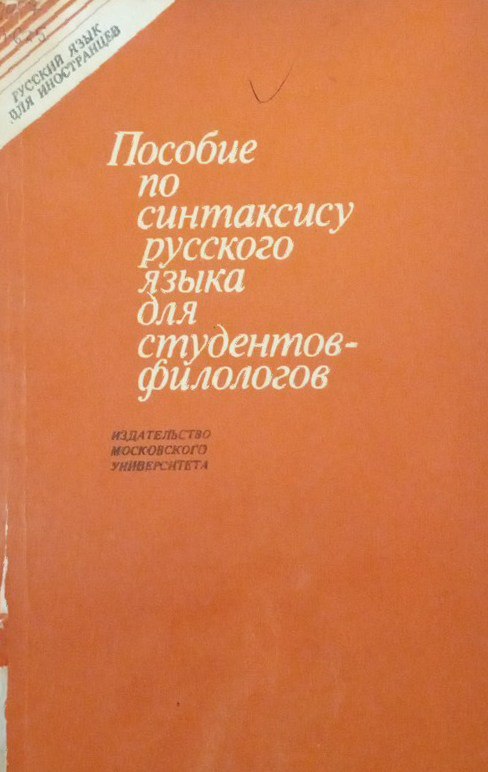 РУССКИЙ ЯЗЫК
ДЛЯ ИНОСТРАНЦЕВ
Пособие
по
синтаксису
русского
языка
для
студентов-
филологов
ИЗДАТЕЛЬСТВО
МОСКОВСКОГО
УНИВЕРСИТЕТА